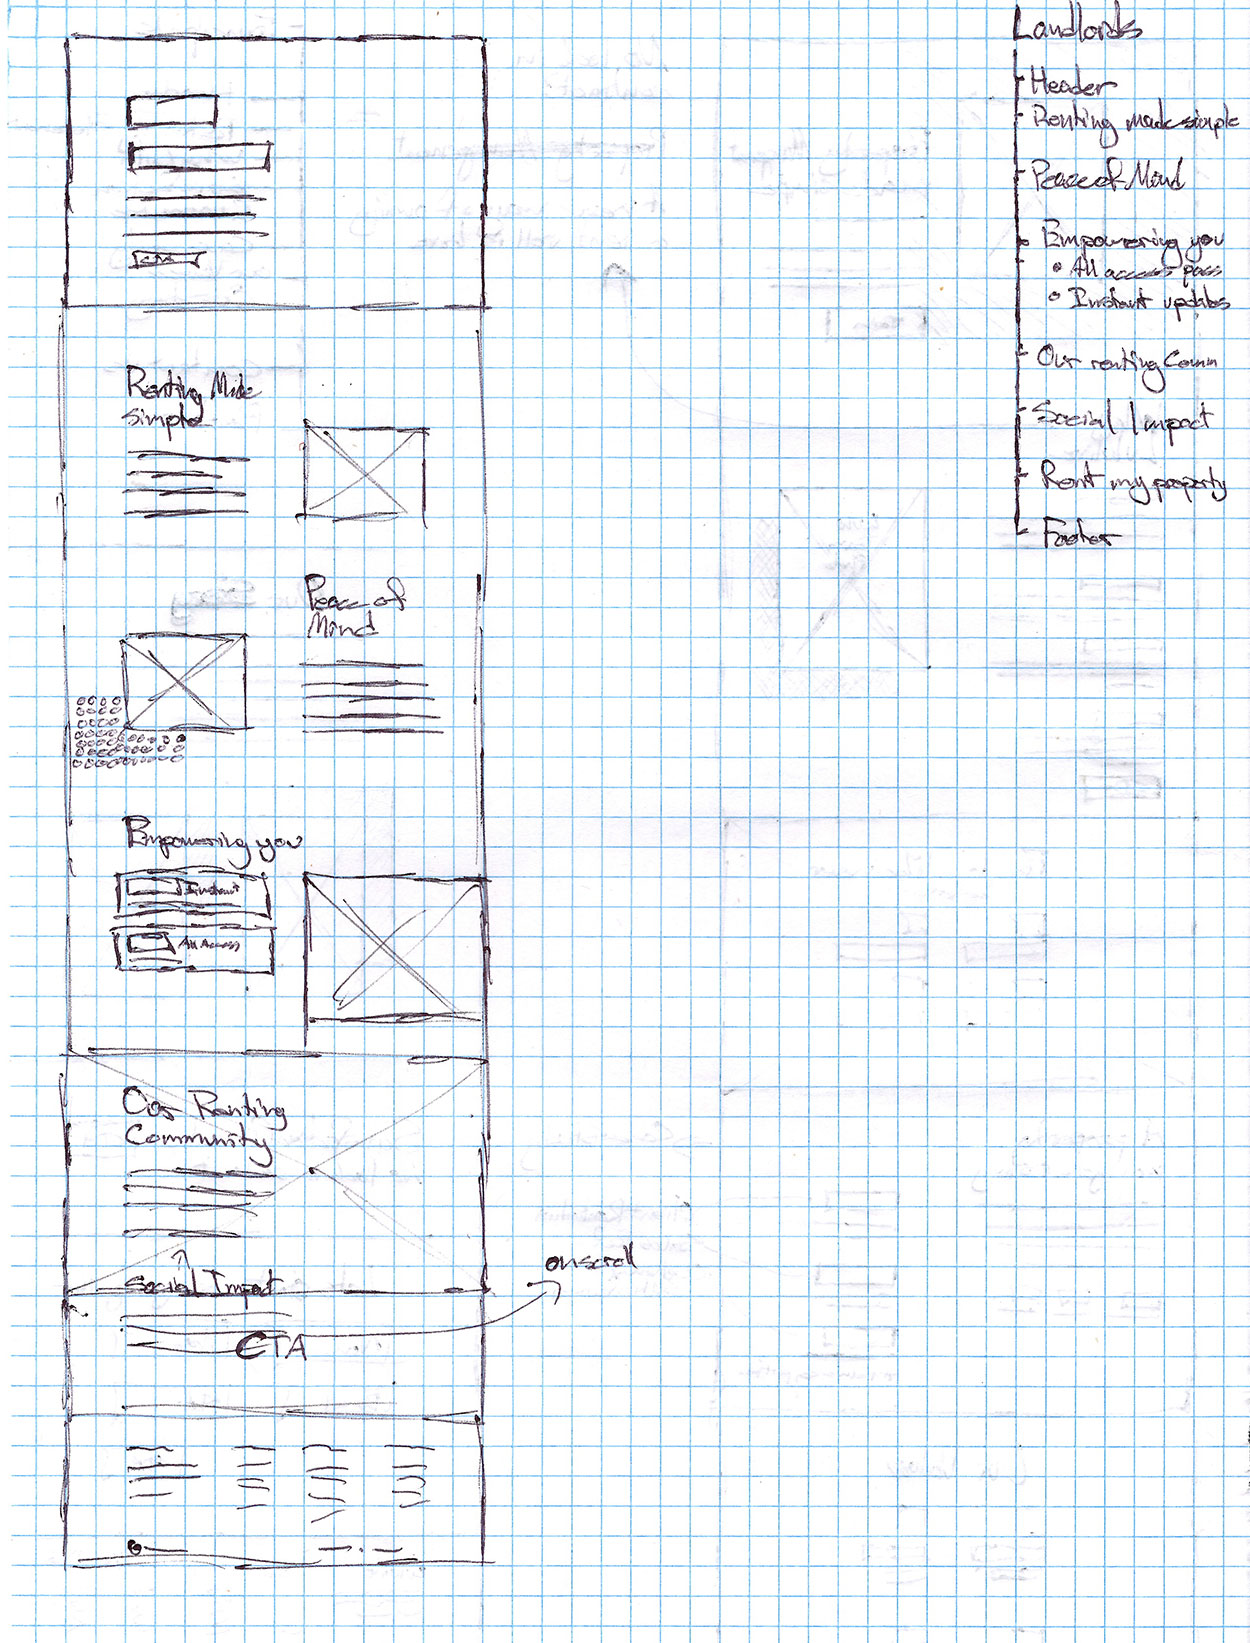 Renting Made
simple
Peace of
Mind
Empowering you
Instant
All Access
Our Renting
Community
Social Impact
CTA
on scroll
Landlords
Header
Renting made simple
Peace of Mind
Empowering you
All access pass
Instant updates
Our renting Comm
Social Impact
Rent my property
Footer